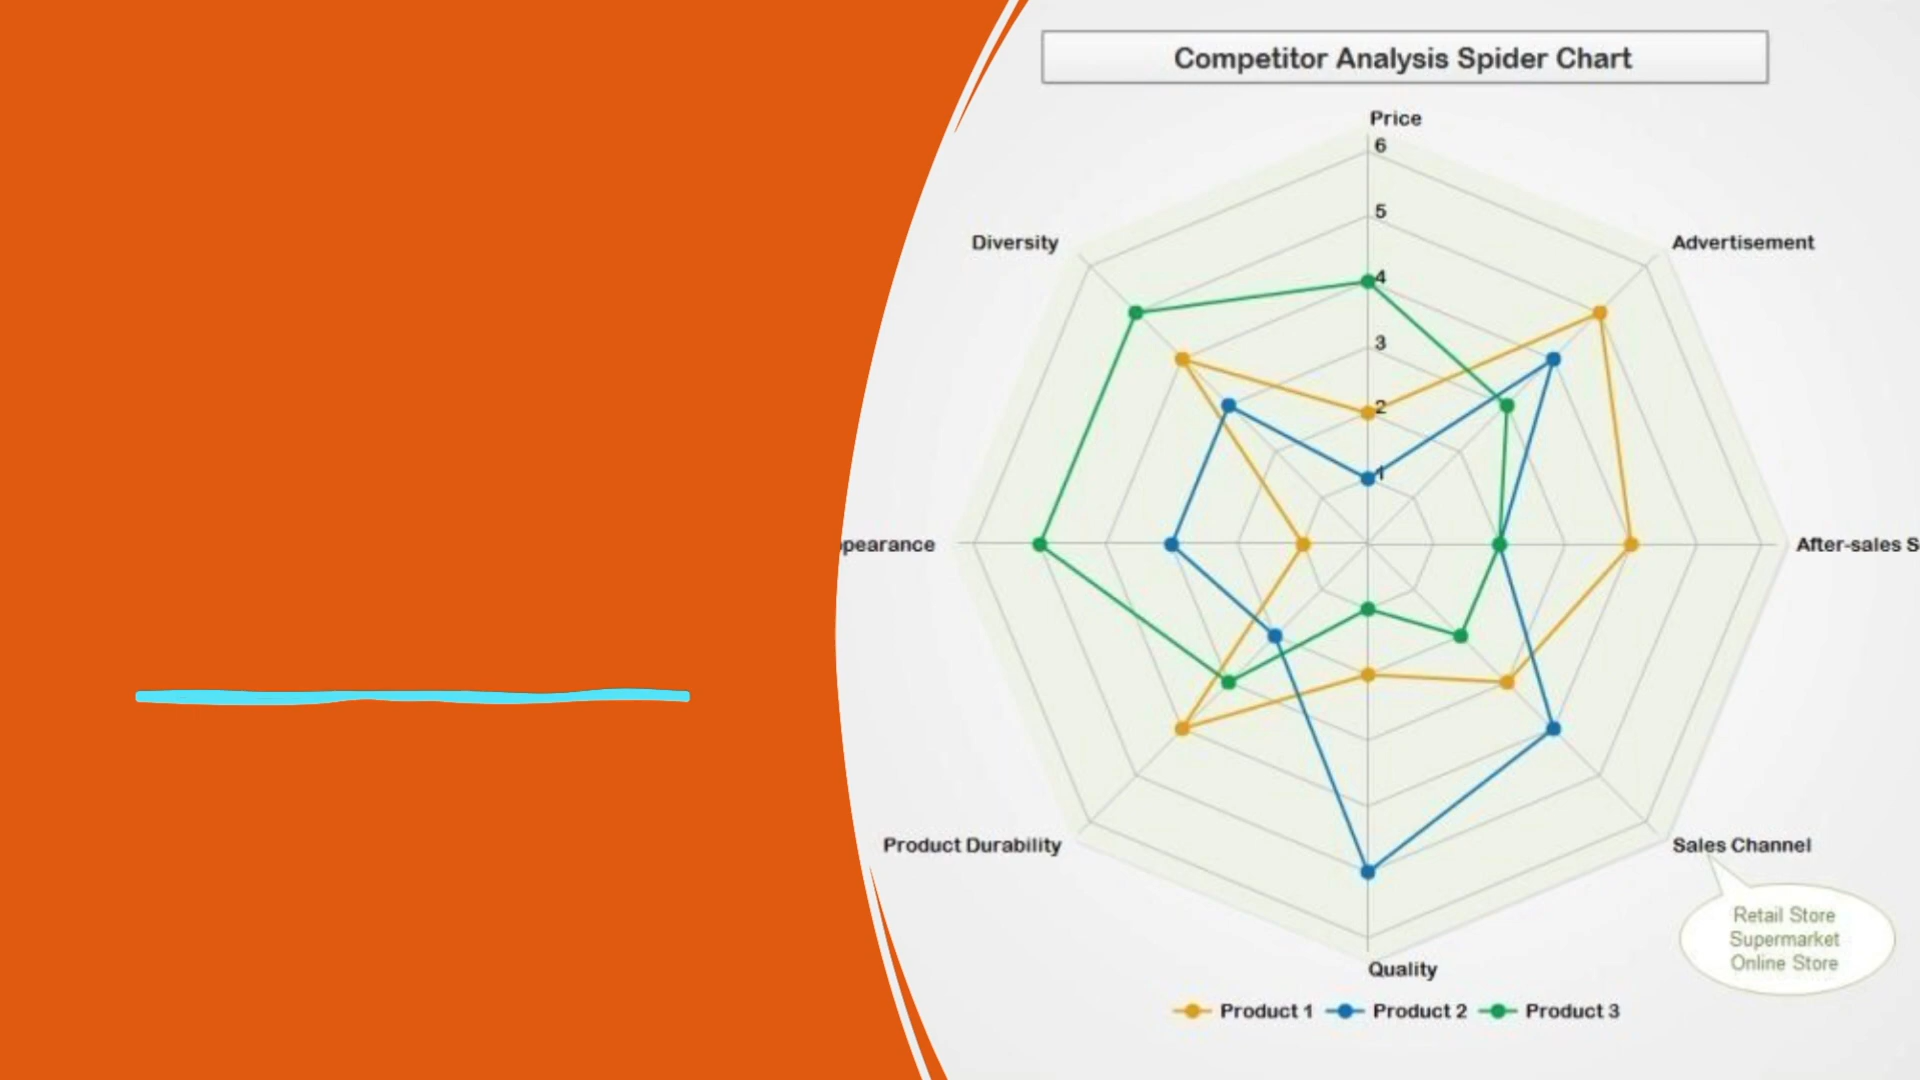 Competitor Analysis Spider Chart
Price
6
5
Diversity
Advertisement
4
3
2
1
ppearance
After-sales S
Product Durability
Sales Channel
Retail Store
Supermarket
Online Store
Quality
Product 1
Product 2
Product 3